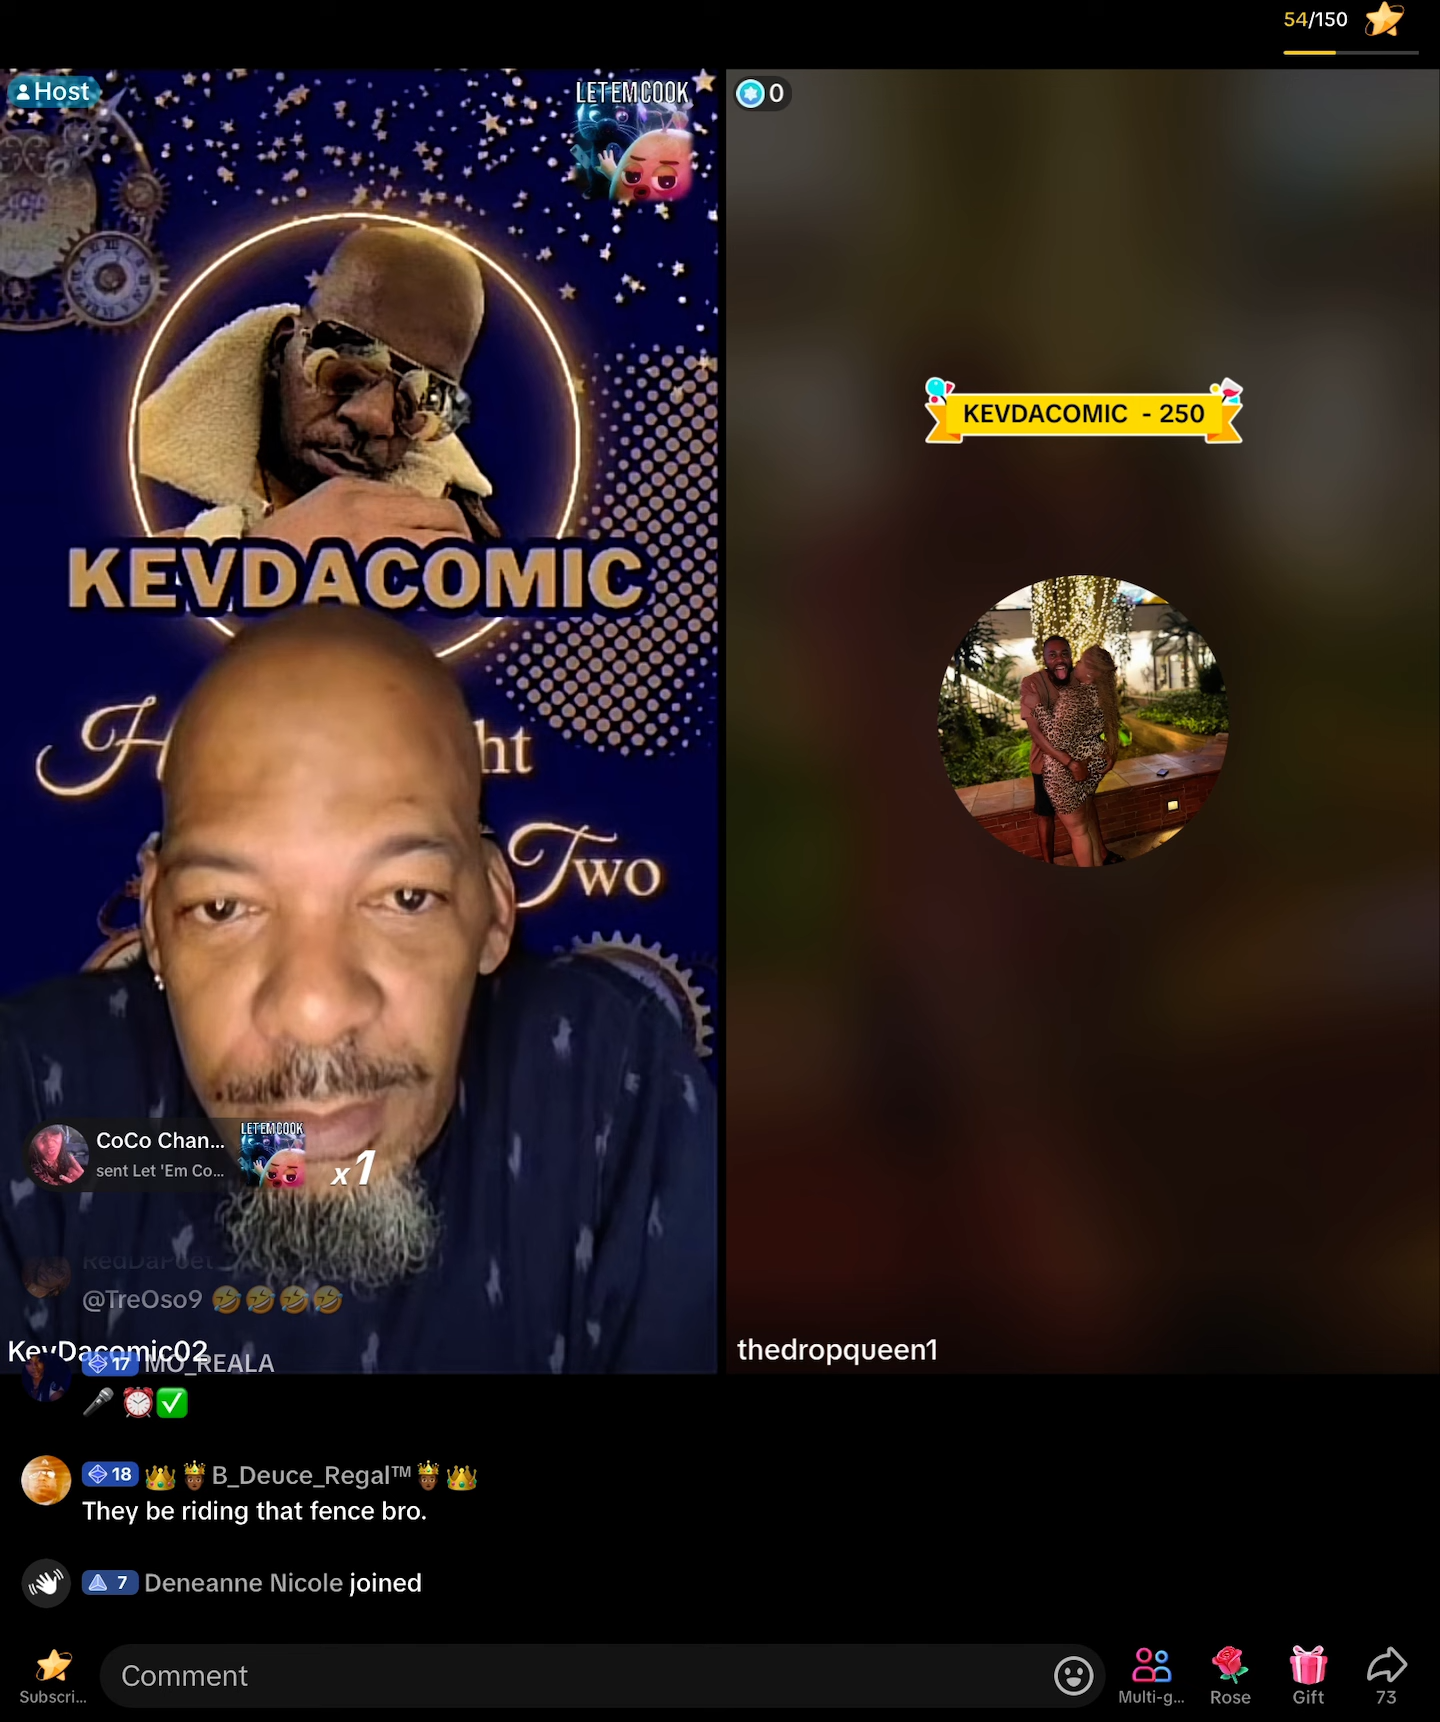 54/150
Host
LETEMCOOK
0
KEVDACOMIC - 250
KEVDACOMIC
H ht
Two
CoCo Chan...
sent Let 'Em Co...
LETEMCOOK
x1
RedDaPoet
@TreOso9 🤣🤣🤣🤣
KevDacomic02
thedropqueen1
17 MO_REALA
🎤 ⏰✅
18 👑🤴🏾B_Deuce_Regal™🤴🏾👑
They be riding that fence bro.
7 Deneanne Nicole joined
Subscri...
Comment
Multi-g...
Rose
Gift
73